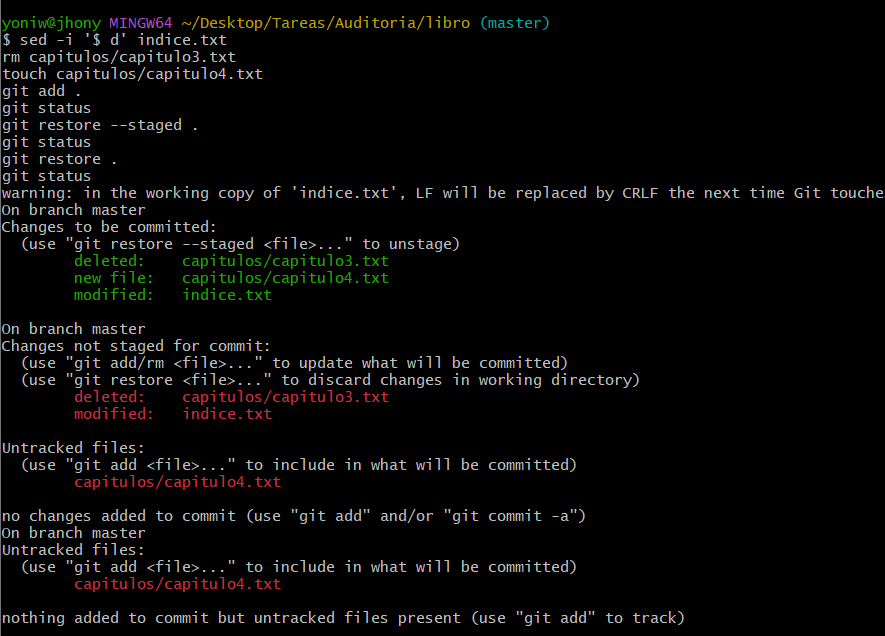 yoniw@jhony MINGW64 ~/Desktop/Tareas/Auditoria/libro (master)
$ sed -i '$ d' indice.txt
rm capitulos/capitulo3.txt
touch capitulos/capitulo4.txt
git add .
git status
git restore --staged .
git status
git restore .
git status
warning: in the working copy of 'indice.txt', LF will be replaced by CRLF the next time Git touche
On branch master
Changes to be committed:
  (use "git restore --staged <file>..." to unstage)
        deleted:    capitulos/capitulo3.txt
        new file:   capitulos/capitulo4.txt
        modified:   indice.txt

On branch master
Changes not staged for commit:
  (use "git add/rm <file>..." to update what will be committed)
  (use "git restore <file>..." to discard changes in working directory)
        deleted:    capitulos/capitulo3.txt
        modified:   indice.txt

Untracked files:
  (use "git add <file>..." to include in what will be committed)
        capitulos/capitulo4.txt

no changes added to commit (use "git add" and/or "git commit -a")
On branch master
Untracked files:
  (use "git add <file>..." to include in what will be committed)
        capitulos/capitulo4.txt

nothing added to commit but untracked files present (use "git add" to track)